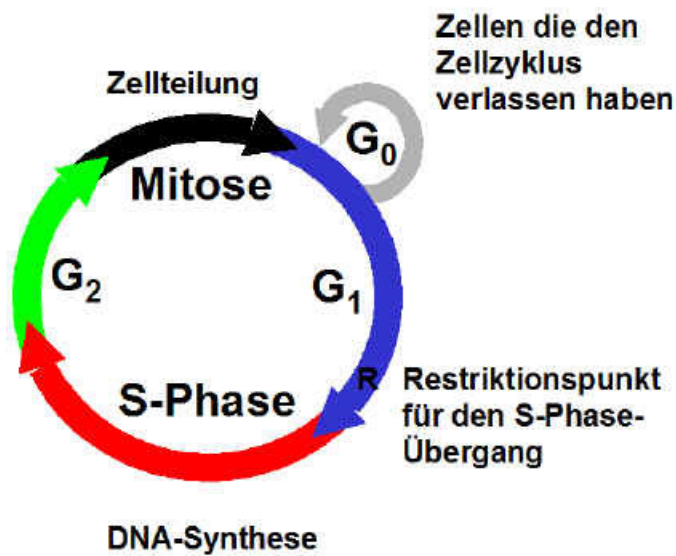 Zellen die den
Zellzyklus
verlassen haben
Zellteilung
G₀
Mitose
G₂
G₁
R
Restriktionspunkt
für den S-Phase-
Übergang
S-Phase
DNA-Synthese